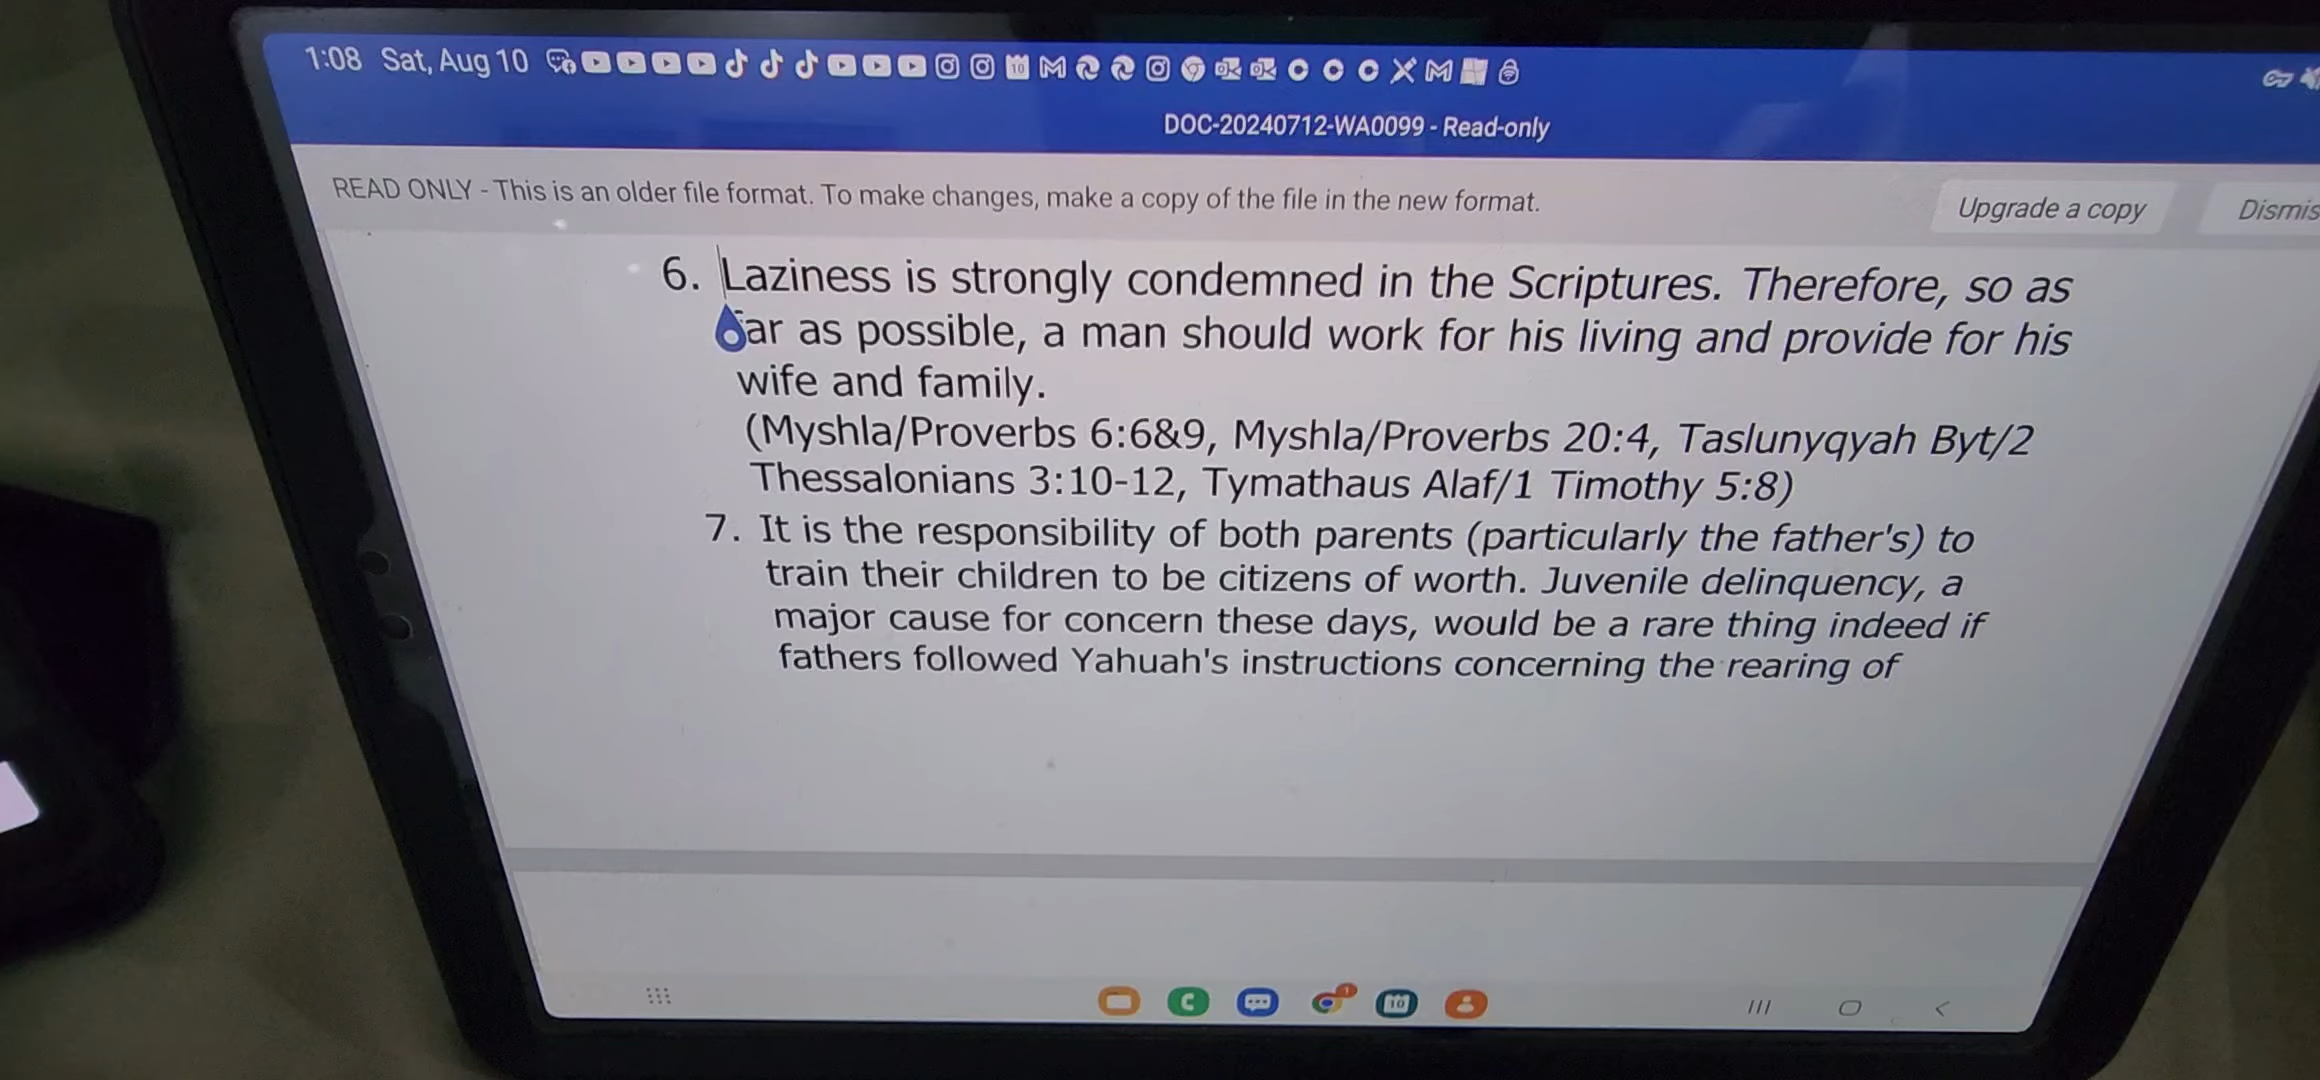 1:08 Sat, Aug 10
DOC-20240712-WA0099 - Read-only
READ ONLY - This is an older file format. To make changes, make a copy of the file in the new format.
Upgrade a copy
Dismis
6. Laziness is strongly condemned in the Scriptures. Therefore, so as
far as possible, a man should work for his living and provide for his
wife and family.
(Myshla/Proverbs 6:6&9, Myshla/Proverbs 20:4, Taslunyqyah Byt/2
Thessalonians 3:10-12, Tymathaus Alaf/1 Timothy 5:8)
7. It is the responsibility of both parents (particularly the father's) to
train their children to be citizens of worth. Juvenile delinquency, a
major cause for concern these days, would be a rare thing indeed if
fathers followed Yahuah's instructions concerning the rearing of